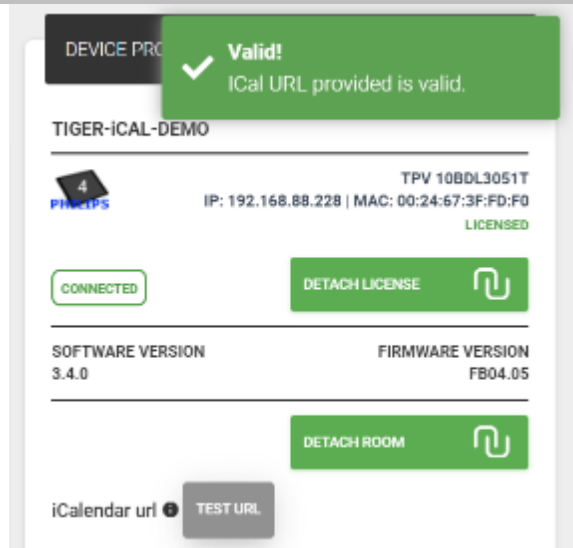 DEVICE PRO
Valid!
ICal URL provided is valid.
TIGER-iCAL-DEMO
4
PHILIPS
TPV 10BDL3051T
IP: 192.168.88.228 | MAC: 00:24:67:3F:FD:F0
LICENSED
CONNECTED
DETACH LICENSE
SOFTWARE VERSION
FIRMWARE VERSION
3.4.0
FB04.05
DETACH ROOM
iCalendar url
TEST URL